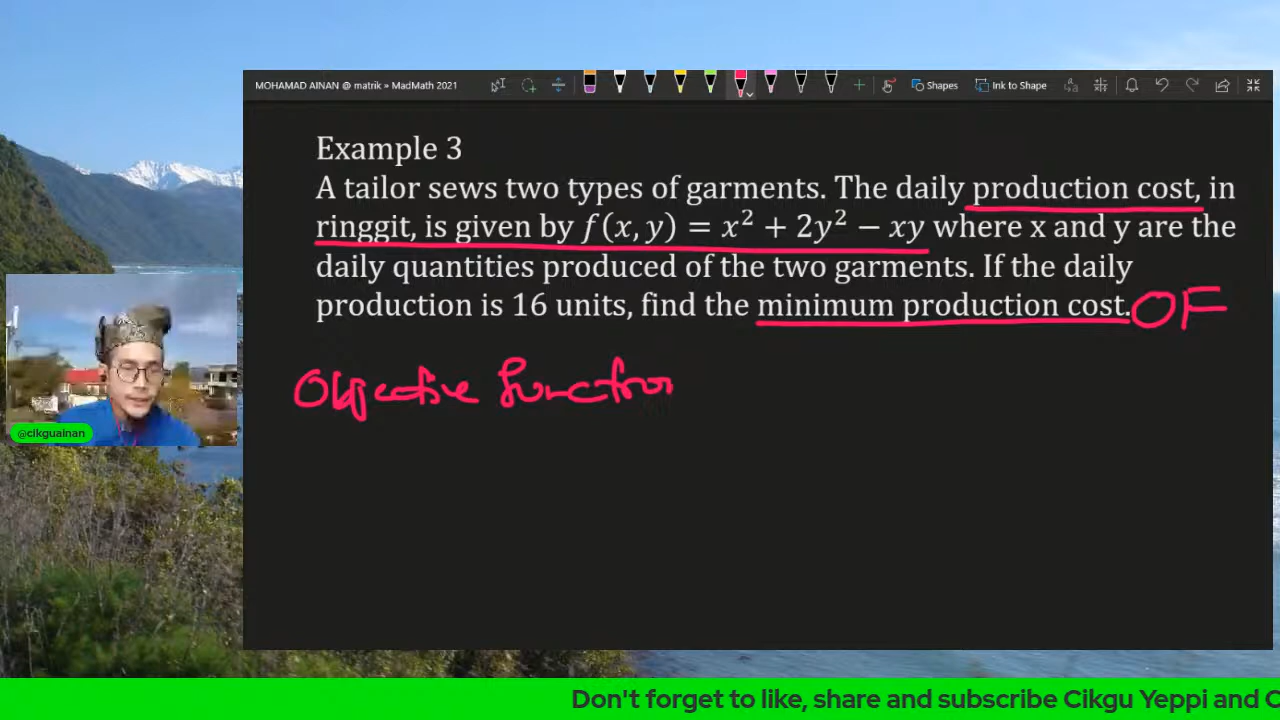 MOHAMAD AINAN @ matrik » MadMath 2021
Shapes
Ink to Shape
Example 3
A tailor sews two types of garments. The daily production cost, in
ringgit, is given by f(x, y) = x² + 2y² − xy where x and y are the
daily quantities produced of the two garments. If the daily
production is 16 units, find the minimum production cost. OF
Objective function
@cikguainan
Don't forget to like, share and subscribe Cikgu Yeppi and C